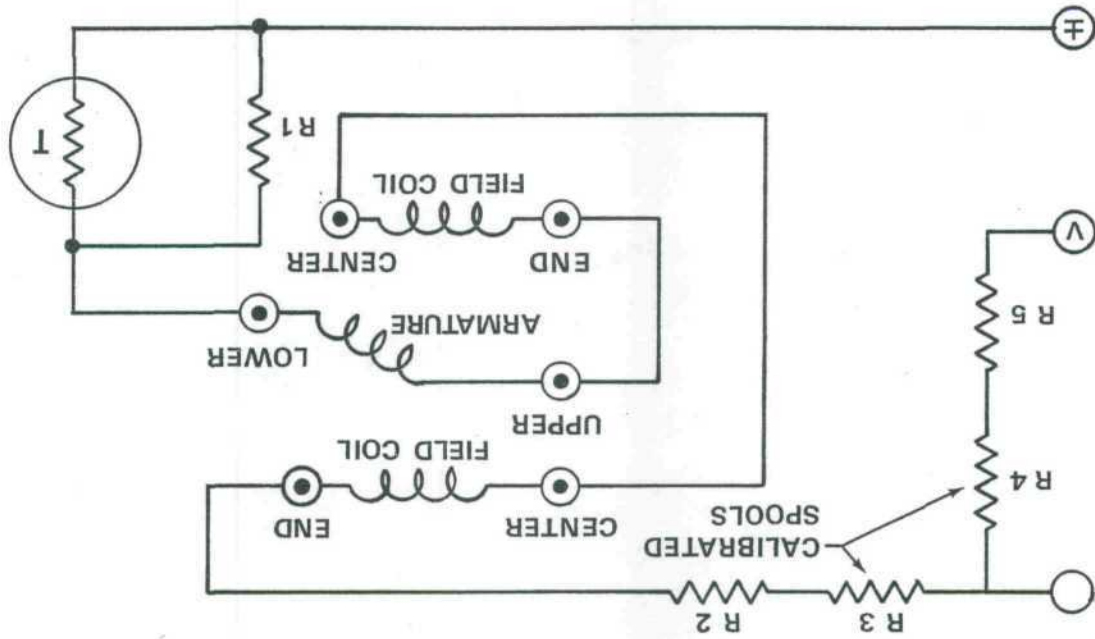 R 3 R 2
CALIBRATED
SPOOLS
CENTER END
R 4
FIELD COIL
UPPER
LOWER
ARMATURE
R 5
END CENTER
V
FIELD COIL
R1
T
±